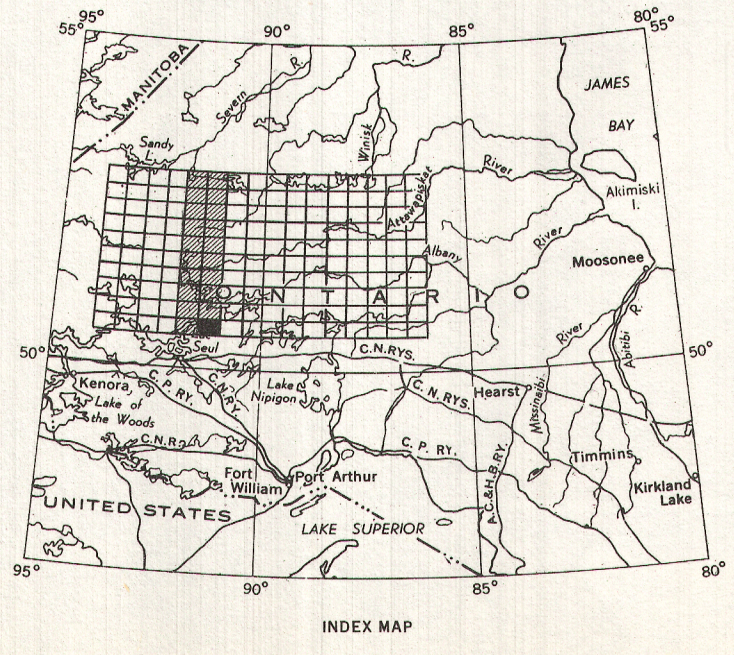 95°
90°
85°
80°
55°
55°
MANITOBA
R.
R.
JAMES
BAY
Severn
Sandy
L.
Winisk
River
Attawapiskat
Akimiski
I.
River
Albany
Moosonee
ONTARIO
R.
Abitibi
River
Seul
C.N.RYS.
50°
50°
Kenora
C.P.RY.
C.N.RY.
Lake
Nipigon
C.N.RYS.
Hearst
Missinaibi
Lake of
the Woods
C.N.R.
C.P.RY.
A.C.&H.B.RY.
Timmins
Fort
William
Port Arthur
Kirkland
Lake
UNITED STATES
LAKE SUPERIOR
95°
90°
85°
80°
INDEX MAP